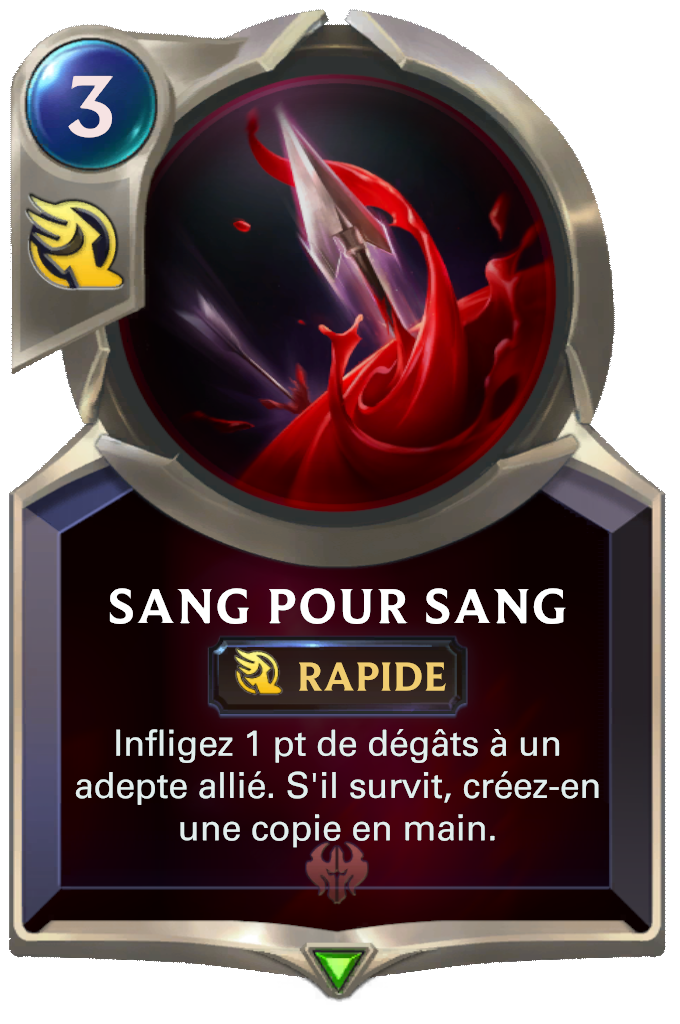 3
SANG POUR SANG
RAPIDE
Infligez 1 pt de dégâts à un
adepte allié. S'il survit, créez-en
une copie en main.